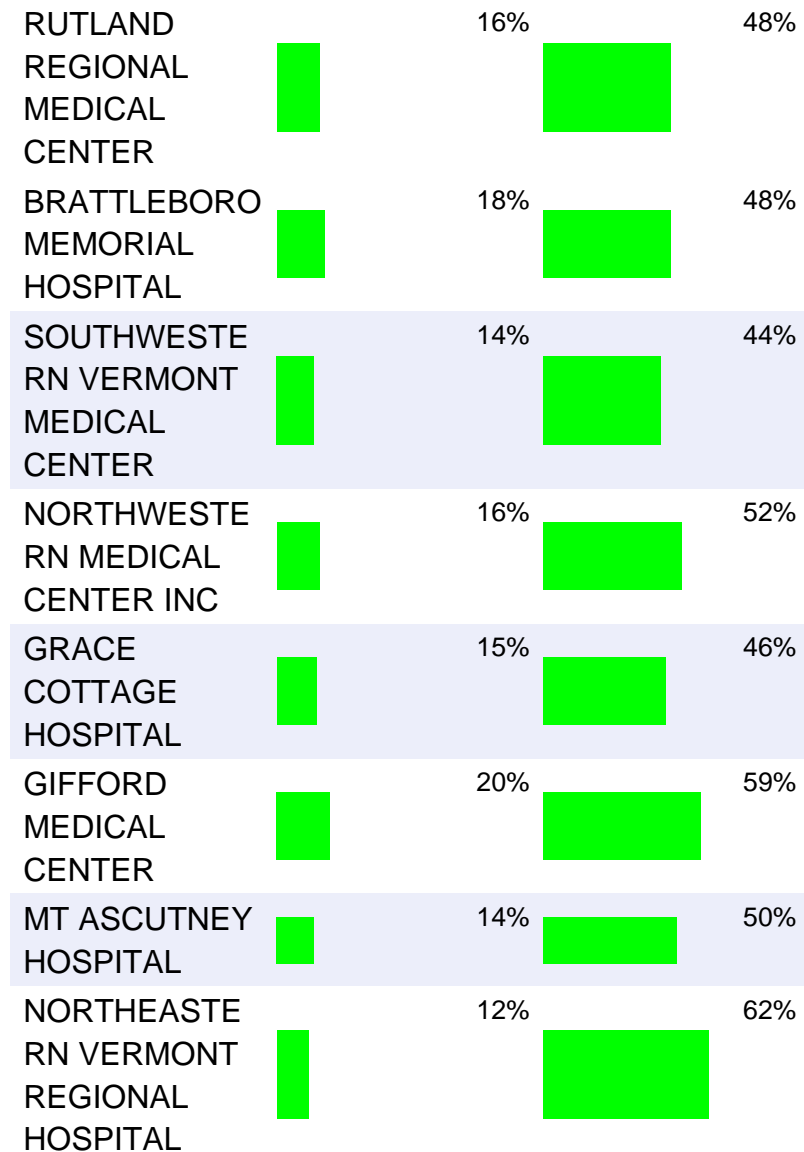 RUTLAND 16% 48%
REGIONAL
MEDICAL
CENTER
BRATTLEBORO 18% 48%
MEMORIAL
HOSPITAL
SOUTHWESTE 14% 44%
RN VERMONT
MEDICAL
CENTER
NORTHWESTE 16% 52%
RN MEDICAL
CENTER INC
GRACE 15% 46%
COTTAGE
HOSPITAL
GIFFORD 20% 59%
MEDICAL
CENTER
MT ASCUTNEY 14% 50%
HOSPITAL
NORTHEASTE 12% 62%
RN VERMONT
REGIONAL
HOSPITAL